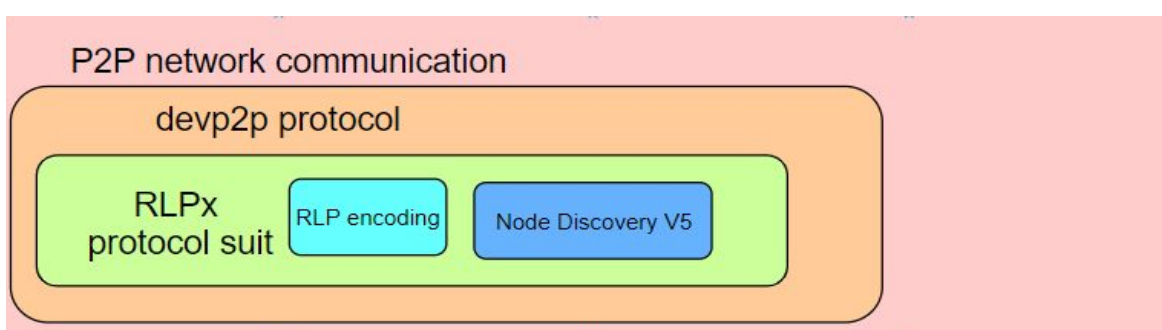 P2P network communication
devp2p protocol
RLPx
protocol suit
RLP encoding
Node Discovery V5